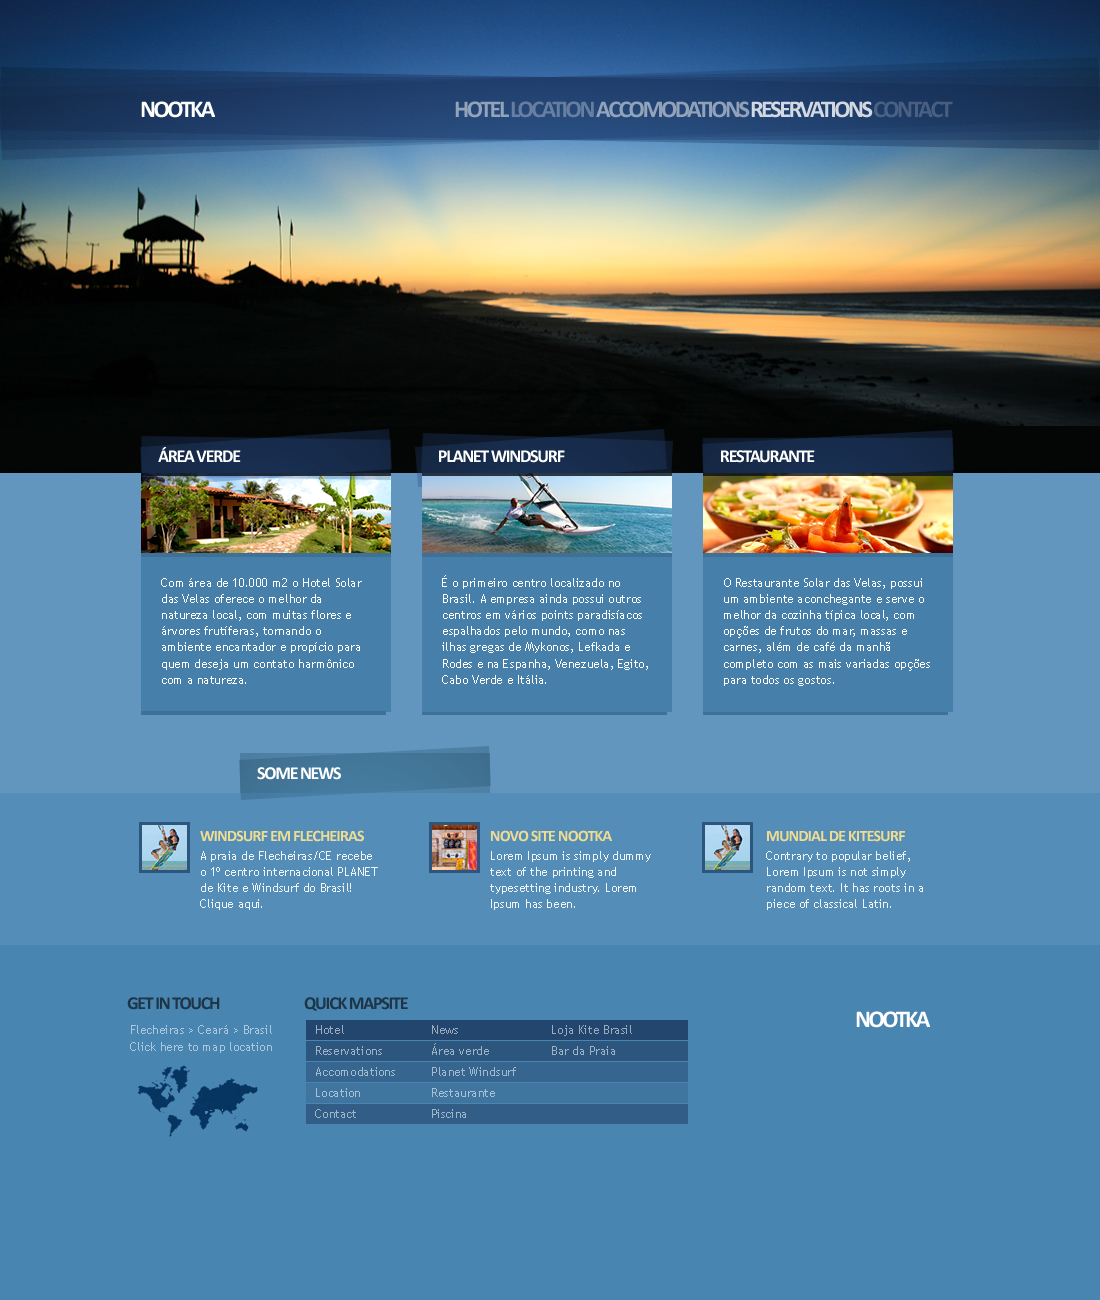 NOOTKA
HOTEL LOCATION ACCOMODATIONS RESERVATIONS CONTACT
ÁREA VERDE
Com área de 10.000 m2 o Hotel Solar
das Velas oferece o melhor da
natureza local, com muitas flores e
árvores frutíferas, tornando o
ambiente encantador e propício para
quem deseja um contato harmônico
com a natureza.
PLANET WINDSURF
É o primeiro centro localizado no
Brasil. A empresa ainda possui outros
centros em vários points paradisíacos
espalhados pelo mundo, como nas
ilhas gregas de Mykonos, Lefkada e
Rodes e na Espanha, Venezuela, Egito,
Cabo Verde e Itália.
RESTAURANTE
O Restaurante Solar das Velas, possui
um ambiente aconchegante e serve o
melhor da cozinha típica local, com
opções de frutos do mar, massas e
carnes, além de café da manhã
completo com as mais variadas opções
para todos os gostos.
SOME NEWS
WINDSURF EM FLECHEIRAS
A praia de Flecheiras/CE recebe
o 1º centro internacional PLANET
de Kite e Windsurf do Brasil!
Clique aqui.
NOVO SITE NOOTKA
Lorem Ipsum is simply dummy
text of the printing and
typesetting industry. Lorem
Ipsum has been.
MUNDIAL DE KITESURF
Contrary to popular belief,
Lorem Ipsum is not simply
random text. It has roots in a
piece of classical Latin.
GET IN TOUCH
Flecheiras > Ceará > Brasil
Click here to map location
QUICK MAPSITE
Hotel News Loja Kite Brasil
Reservations Área verde Bar da Praia
Accomodations Planet Windsurf
Location Restaurante
Contact Piscina
NOOTKA